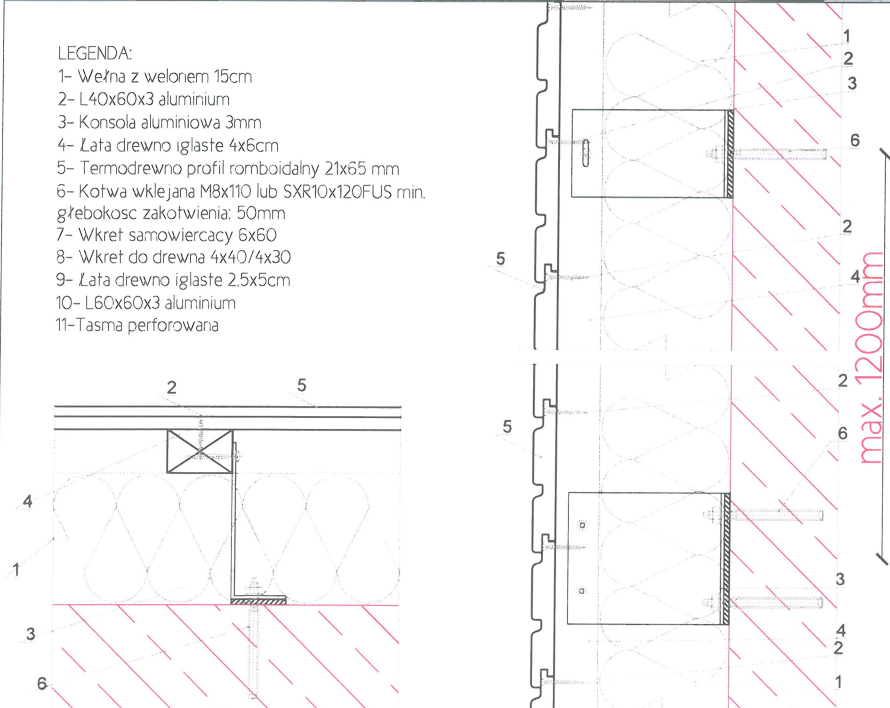 LEGENDA:
1- Wełna z welonem 15cm
2- L40x60x3 aluminium
3- Konsola aluminiowa 3mm
4- Łata drewno iglaste 4x6cm
5- Termodrewno profil romboidalny 21x65 mm
6- Kotwa wklejana M8x110 lub SXR10x120FUS min.
głebokosc zakotwienia: 50mm
7- Wkret samowiercacy 6x60
8- Wkret do drewna 4x40/4x30
9- Łata drewno iglaste 2,5x5cm
10- L60x60x3 aluminium
11-Tasma perforowana
2
5
4
1
3
6
1
2
3
6
2
5
4
max. 1200mm
2
5
6
3
4
2
1